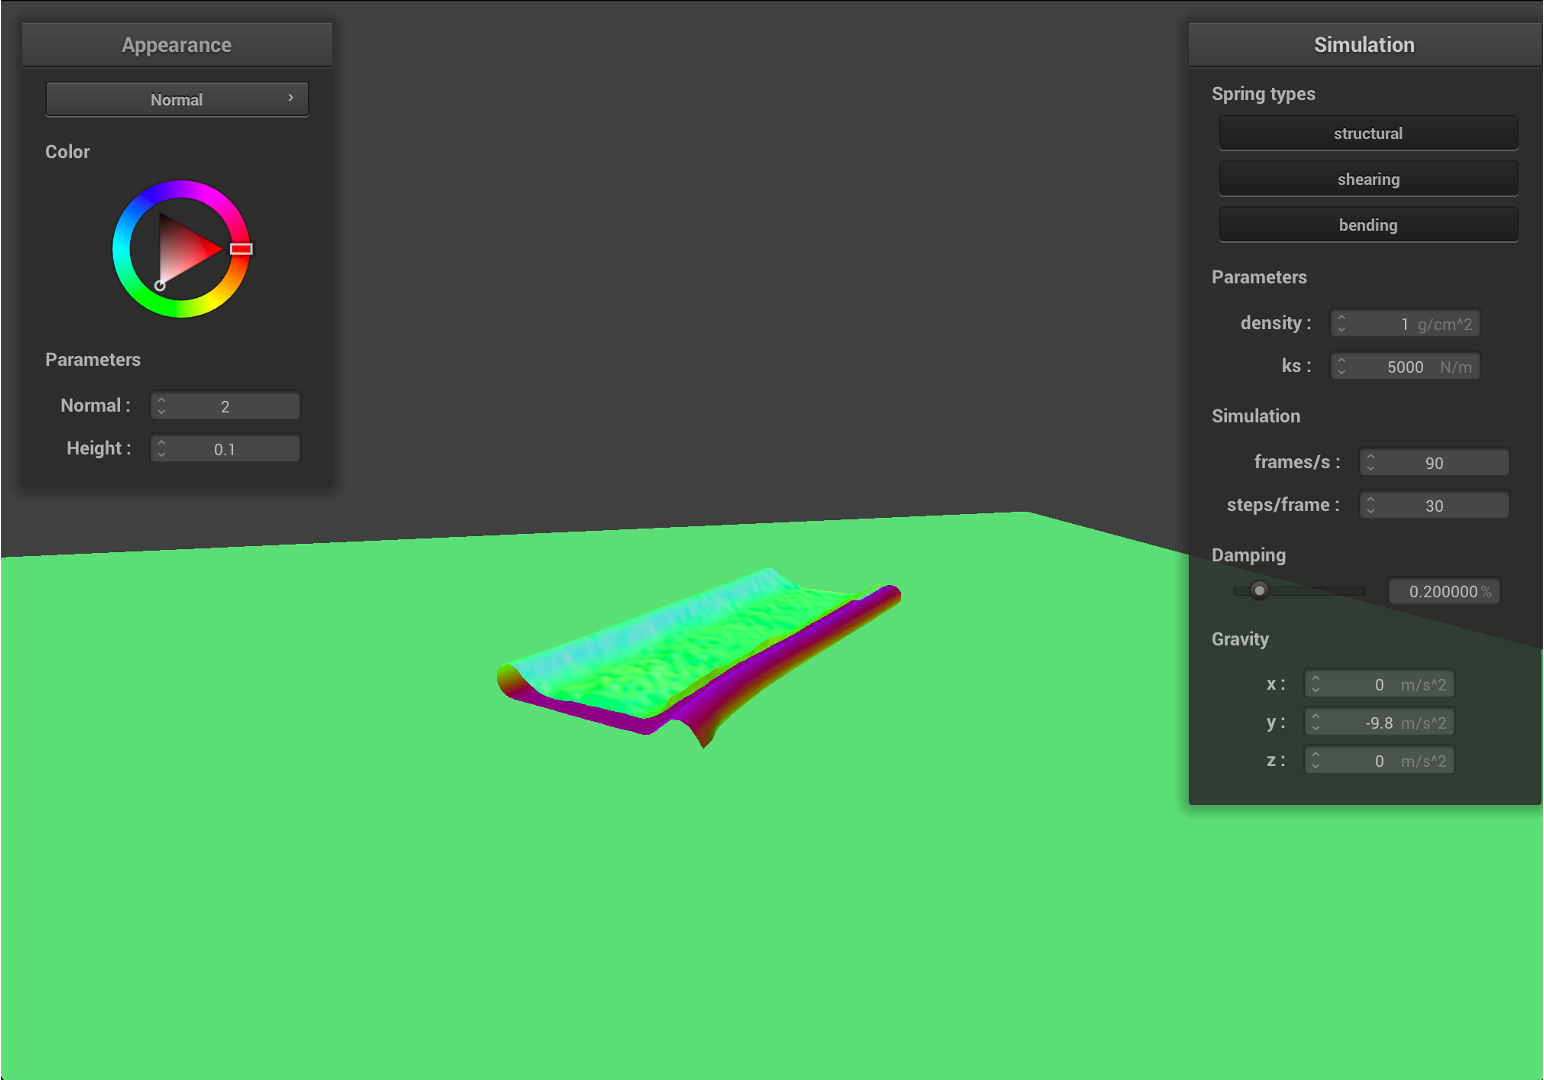 Appearance
Normal
Color
Parameters
Normal : 2
Height : 0.1
Simulation
Spring types
structural
shearing
bending
Parameters
density : 1 g/cm^2
ks : 5000 N/m
Simulation
frames/s : 90
steps/frame : 30
Damping
0.200000 %
Gravity
x : 0 m/s^2
y : -9.8 m/s^2
z : 0 m/s^2